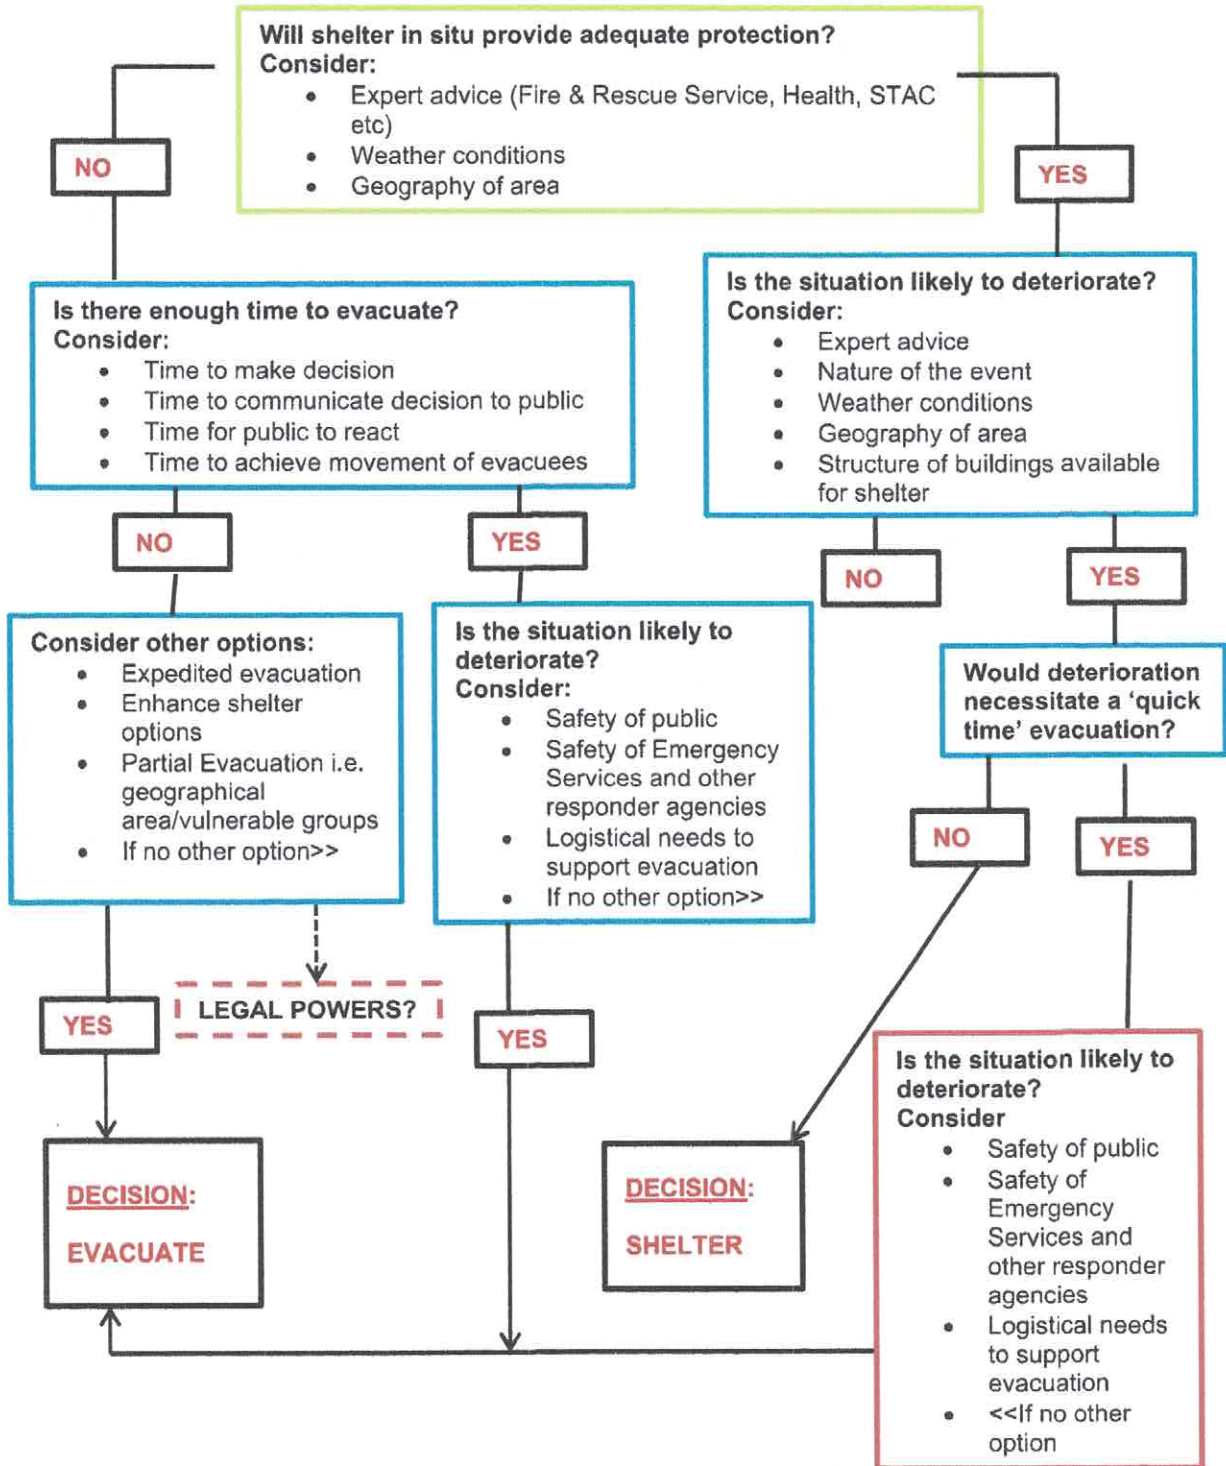 Will shelter in situ provide adequate protection?
Consider:
• Expert advice (Fire & Rescue Service, Health, STAC
etc)
• Weather conditions
• Geography of area
NO
YES
Is there enough time to evacuate?
Consider:
• Time to make decision
• Time to communicate decision to public
• Time for public to react
• Time to achieve movement of evacuees
Is the situation likely to deteriorate?
Consider:
• Expert advice
• Nature of the event
• Weather conditions
• Geography of area
• Structure of buildings available
for shelter
NO
YES
NO
YES
Consider other options:
• Expedited evacuation
• Enhance shelter
options
• Partial Evacuation i.e.
geographical
area/vulnerable groups
• If no other option>>
Is the situation likely to
deteriorate?
Consider:
• Safety of public
• Safety of Emergency
Services and other
responder agencies
• Logistical needs to
support evacuation
• If no other option>>
Would deterioration
necessitate a ‘quick
time’ evacuation?
NO
YES
YES
LEGAL POWERS?
YES
Is the situation likely to
deteriorate?
Consider
• Safety of public
• Safety of
Emergency
Services and
other responder
agencies
• Logistical needs
to support
evacuation
• <<If no other
option
DECISION:
EVACUATE
DECISION:
SHELTER